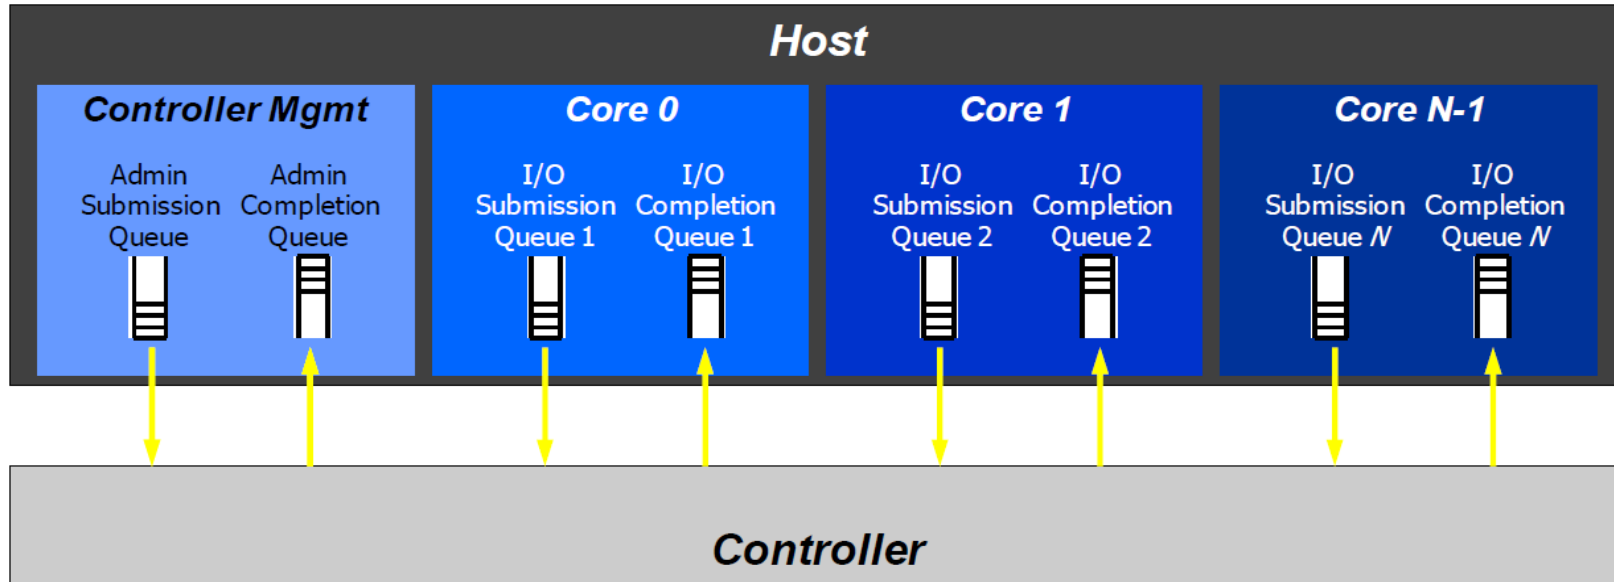 Host
Controller Mgmt
Admin
Submission
Queue
Admin
Completion
Queue
Core 0
I/O
Submission
Queue 1
I/O
Completion
Queue 1
Core 1
I/O
Submission
Queue 2
I/O
Completion
Queue 2
Core N-1
I/O
Submission
Queue N
I/O
Completion
Queue N
Controller